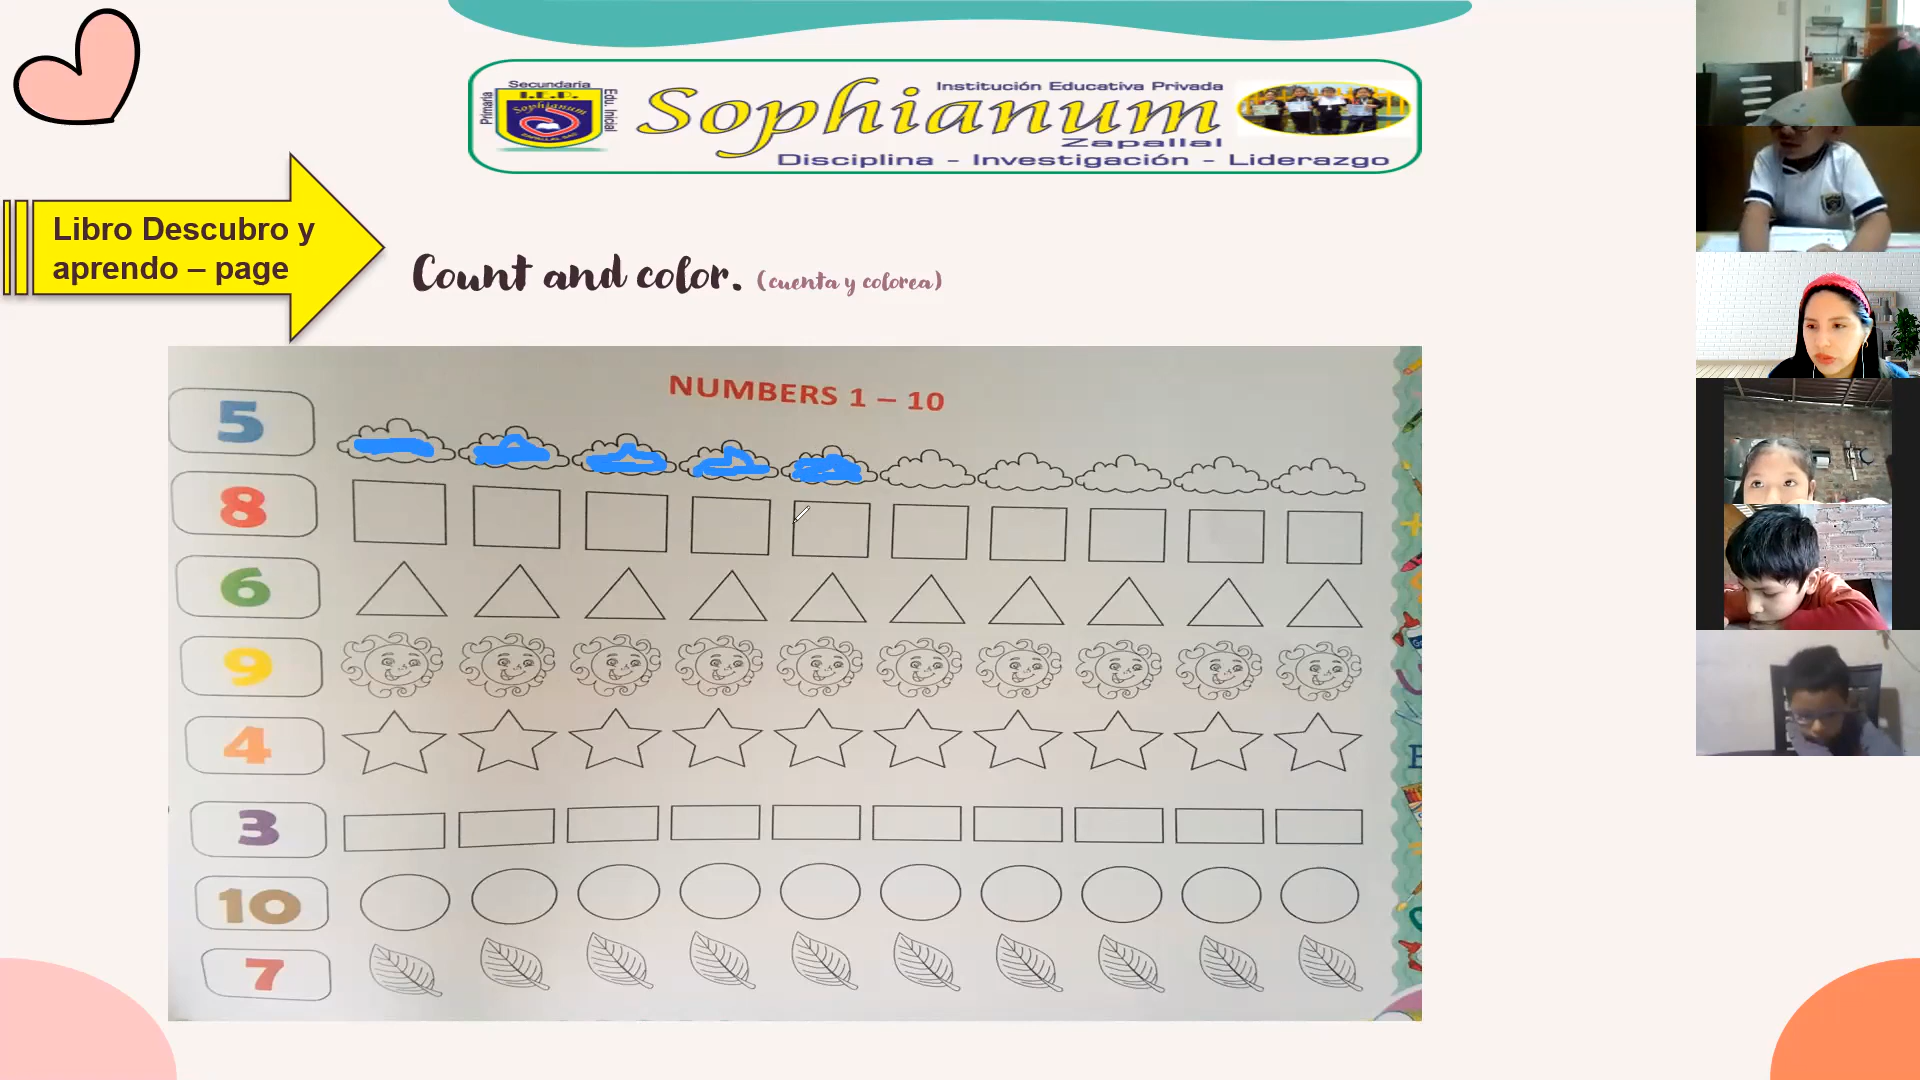 Secundaria
Primaria
Edu. Inicial
I.E.P.
Sophianum
Institución Educativa Privada
Sophianum
Zapallal
Disciplina - Investigación - Liderazgo
Libro Descubro y
aprendo – page
Count and color. (cuenta y colorea)
NUMBERS 1 – 10
5
8
6
9
4
3
10
7